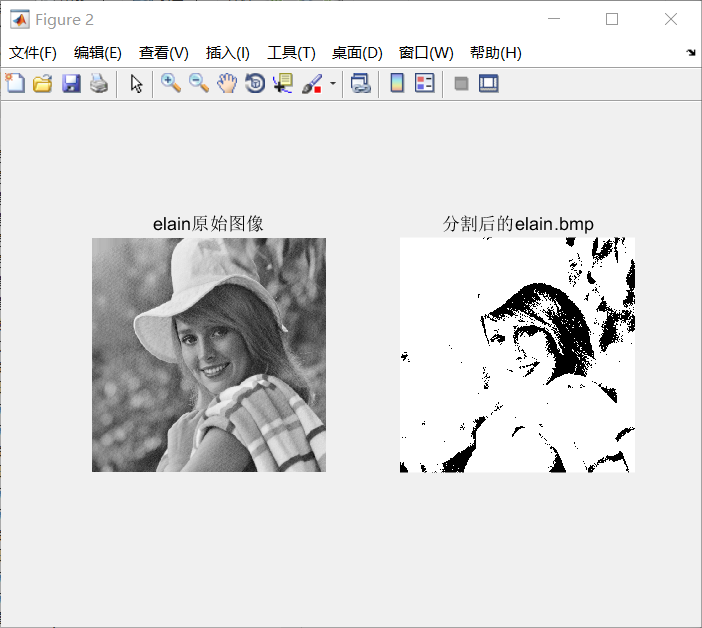 Figure 2
文件(F) 编辑(E) 查看(V) 插入(I) 工具(T) 桌面(D) 窗口(W) 帮助(H)
elain原始图像 分割后的elain.bmp